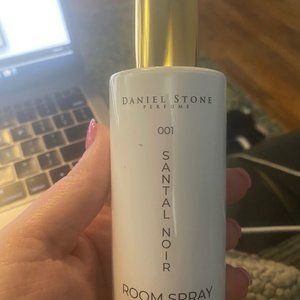 DANIEL STONE
PERFUME
001
SANTAL NOIR
ROOM SPRAY